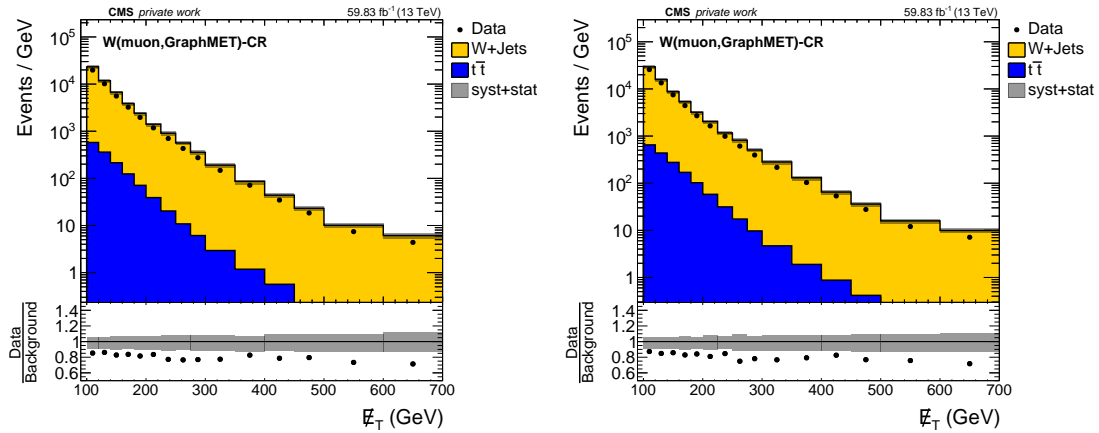 CMS private work 59.83 fb⁻¹ (13 TeV)
W(muon,GraphMET)-CR
Data
W+Jets
tt̅
syst+stat
Events / GeV
10⁵
10⁴
10³
10²
10
1
Data
Background
1.4
1.2
1
0.8
0.6
100 200 300 400 500 600 700
E̸_T (GeV)
CMS private work 59.83 fb⁻¹ (13 TeV)
W(muon,GraphMET)-CR
Data
W+Jets
tt̅
syst+stat
Events / GeV
10⁵
10⁴
10³
10²
10
1
Data
Background
1.4
1.2
1
0.8
0.6
100 200 300 400 500 600 700
E̸_T (GeV)